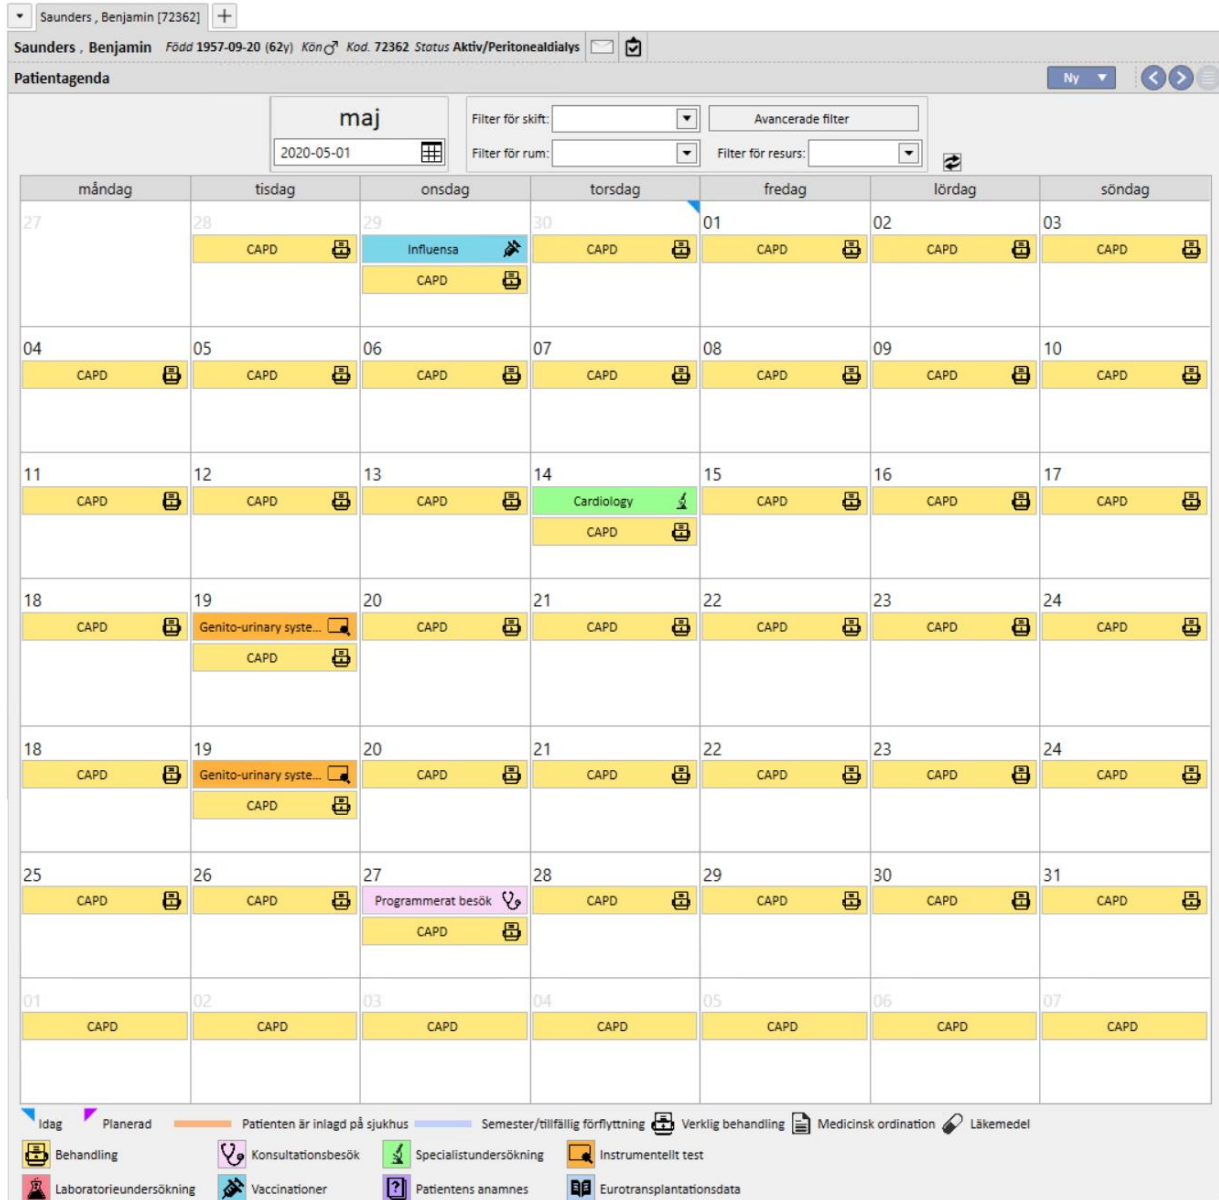 Saunders , Benjamin [72362]
Saunders , Benjamin Född 1957-09-20 (62y) Kön Kod. 72362 Status Aktiv/Peritonealdialys
Patientagenda Ny
maj Filter för skift: Avancerade filter
2020-05-01 Filter för rum: Filter för resurs:
måndag tisdag onsdag torsdag fredag lördag söndag
27 28 29 30 01 02 03
CAPD Influensa CAPD CAPD CAPD CAPD
CAPD
04 05 06 07 08 09 10
CAPD CAPD CAPD CAPD CAPD CAPD CAPD
11 12 13 14 15 16 17
CAPD CAPD CAPD Cardiology CAPD CAPD CAPD
CAPD
18 19 20 21 22 23 24
CAPD Genito-urinary syste... CAPD CAPD CAPD CAPD CAPD
CAPD
18 19 20 21 22 23 24
CAPD Genito-urinary syste... CAPD CAPD CAPD CAPD CAPD
CAPD
25 26 27 28 29 30 31
CAPD CAPD Programmerat besök CAPD CAPD CAPD CAPD
CAPD
01 02 03 04 05 06 07
CAPD CAPD CAPD CAPD CAPD CAPD CAPD
Idag Planerad Patienten är inlagd på sjukhus Semester/tillfällig förflyttning Verklig behandling Medicinsk ordination Läkemedel
Behandling Konsultationsbesök Specialistundersökning Instrumentellt test
Laboratorieundersökning Vaccinationer Patientens anamnes Eurotransplantationsdata